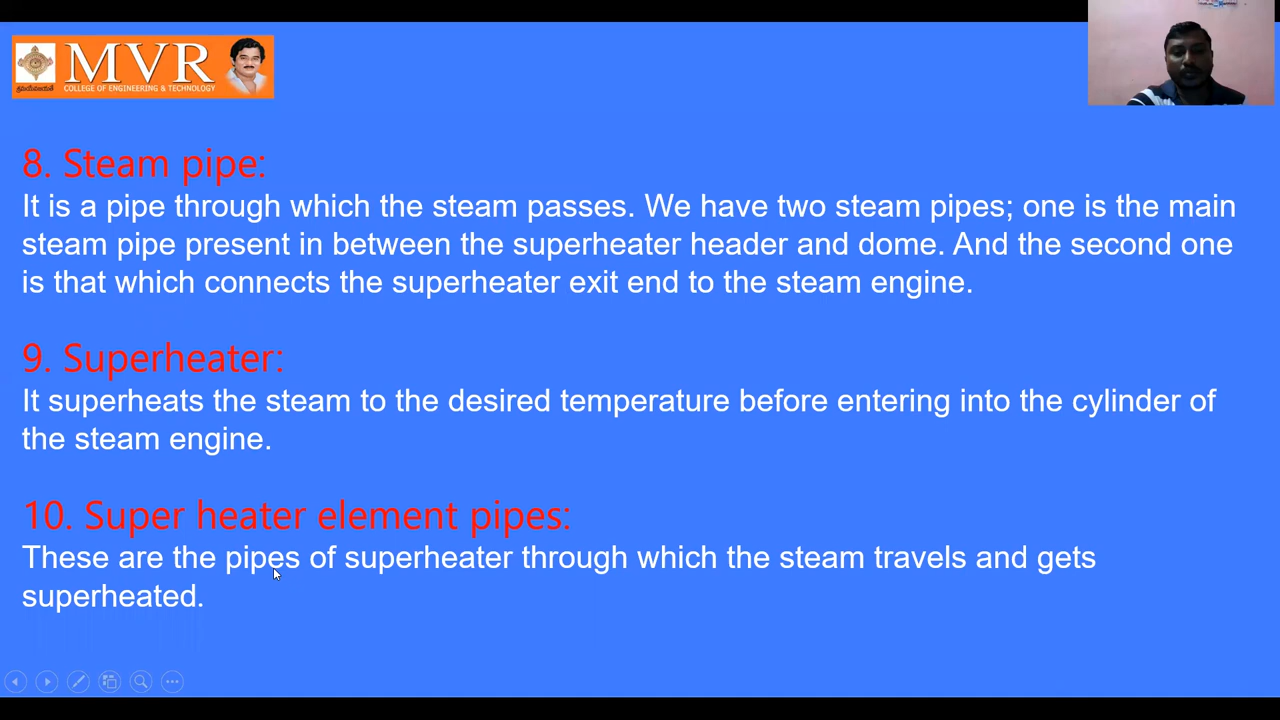 MVR
COLLEGE OF ENGINEERING & TECHNOLOGY
8. Steam pipe:
It is a pipe through which the steam passes. We have two steam pipes; one is the main
steam pipe present in between the superheater header and dome. And the second one
is that which connects the superheater exit end to the steam engine.
9. Superheater:
It superheats the steam to the desired temperature before entering into the cylinder of
the steam engine.
10. Super heater element pipes:
These are the pipes of superheater through which the steam travels and gets
superheated.